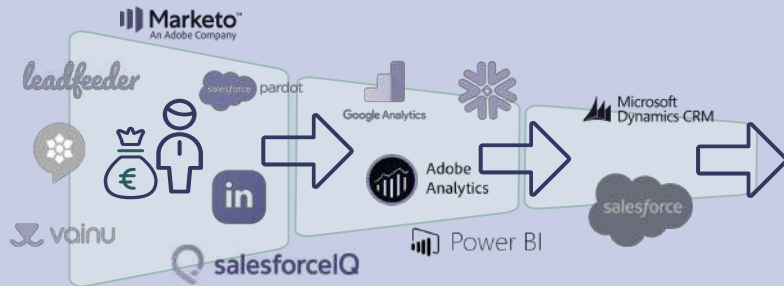 Marketo™
An Adobe Company
leadfeeder
salesforce pardot
Google Analytics
Microsoft
Dynamics CRM
€
Adobe
Analytics
in
salesforce
vainu
Power BI
salesforceIQ